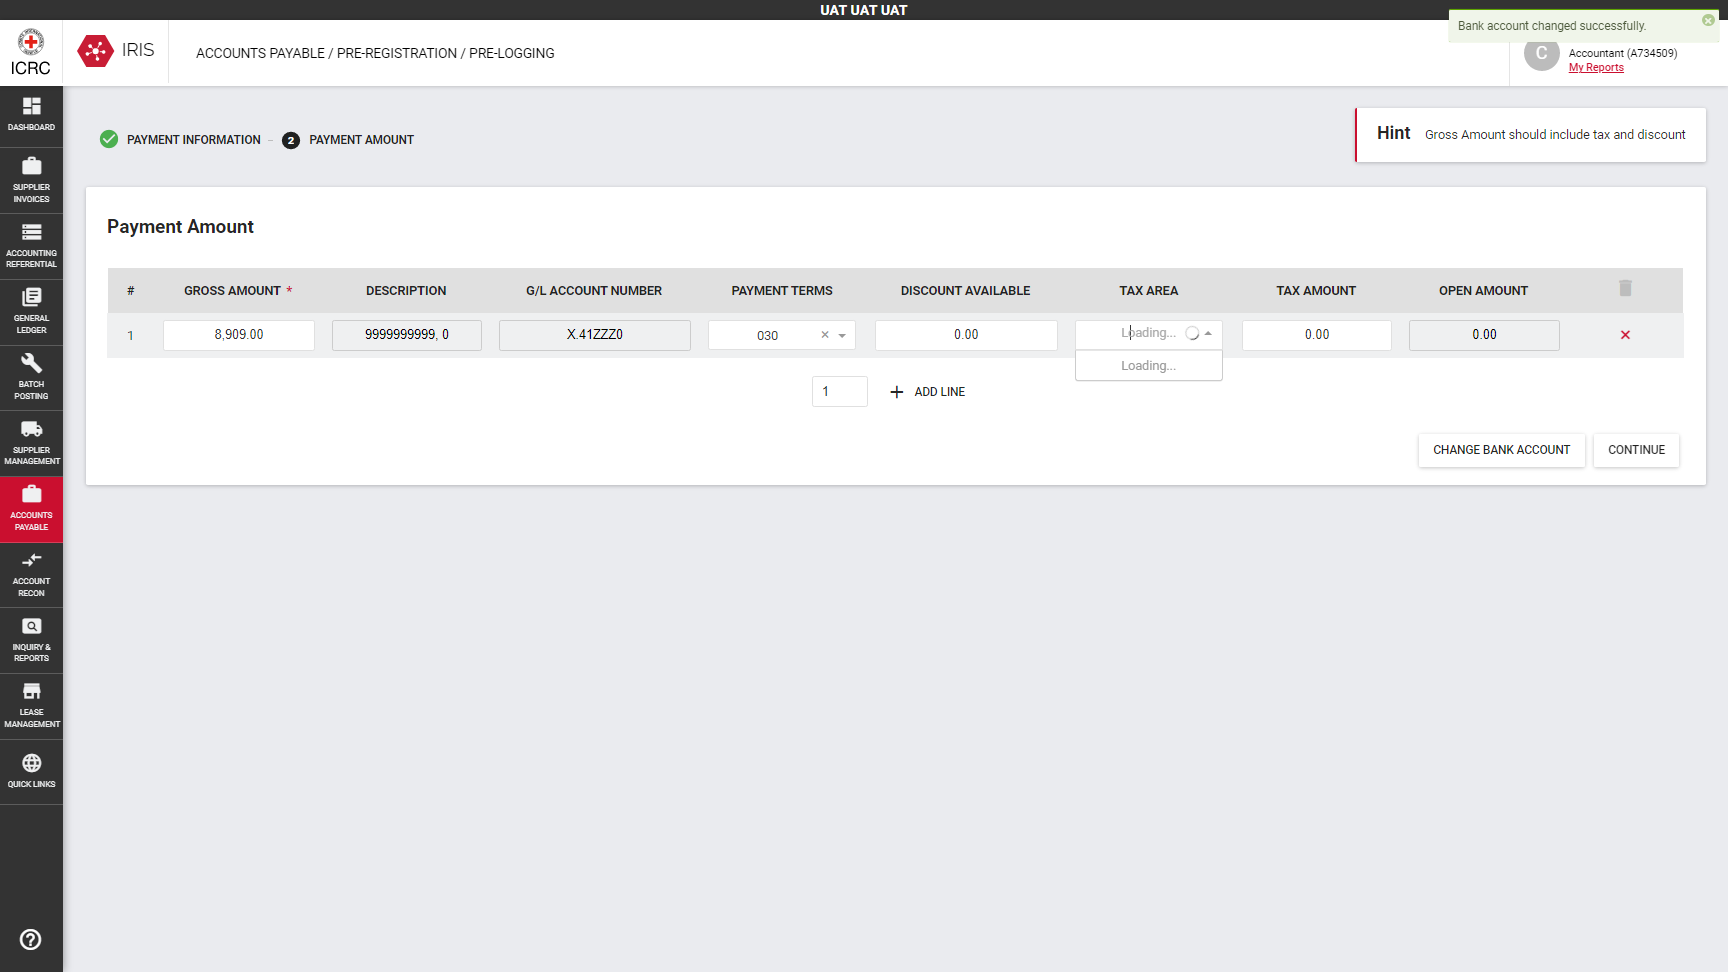 UAT UAT UAT
Bank account changed successfully.
ICRC
IRIS
ACCOUNTS PAYABLE / PRE-REGISTRATION / PRE-LOGGING
C
Accountant (A734509)
My Reports
DASHBOARD
SUPPLIER
INVOICES
ACCOUNTING
REFERENTIAL
GENERAL
LEDGER
BATCH
POSTING
SUPPLIER
MANAGEMENT
ACCOUNTS
PAYABLE
ACCOUNT
RECON
INQUIRY &
REPORTS
LEASE
MANAGEMENT
QUICK LINKS
PAYMENT INFORMATION – 2 PAYMENT AMOUNT
Hint Gross Amount should include tax and discount
Payment Amount
# GROSS AMOUNT * DESCRIPTION G/L ACCOUNT NUMBER PAYMENT TERMS DISCOUNT AVAILABLE TAX AREA TAX AMOUNT OPEN AMOUNT
1 8,909.00 9999999999, 0 X.41ZZZ0 030 0.00 Loading... 0.00 0.00
Loading...
1 ADD LINE
CHANGE BANK ACCOUNT CONTINUE